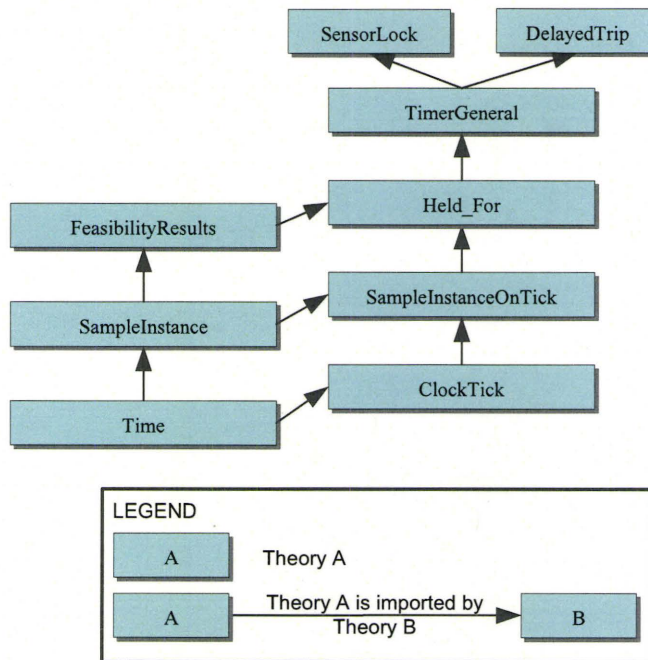 SensorLock
DelayedTrip
TimerGeneral
FeasibilityResults
Held_For
SampleInstance
SampleInstanceOnTick
Time
ClockTick
LEGEND
A
Theory A
A
Theory A is imported by
Theory B
B